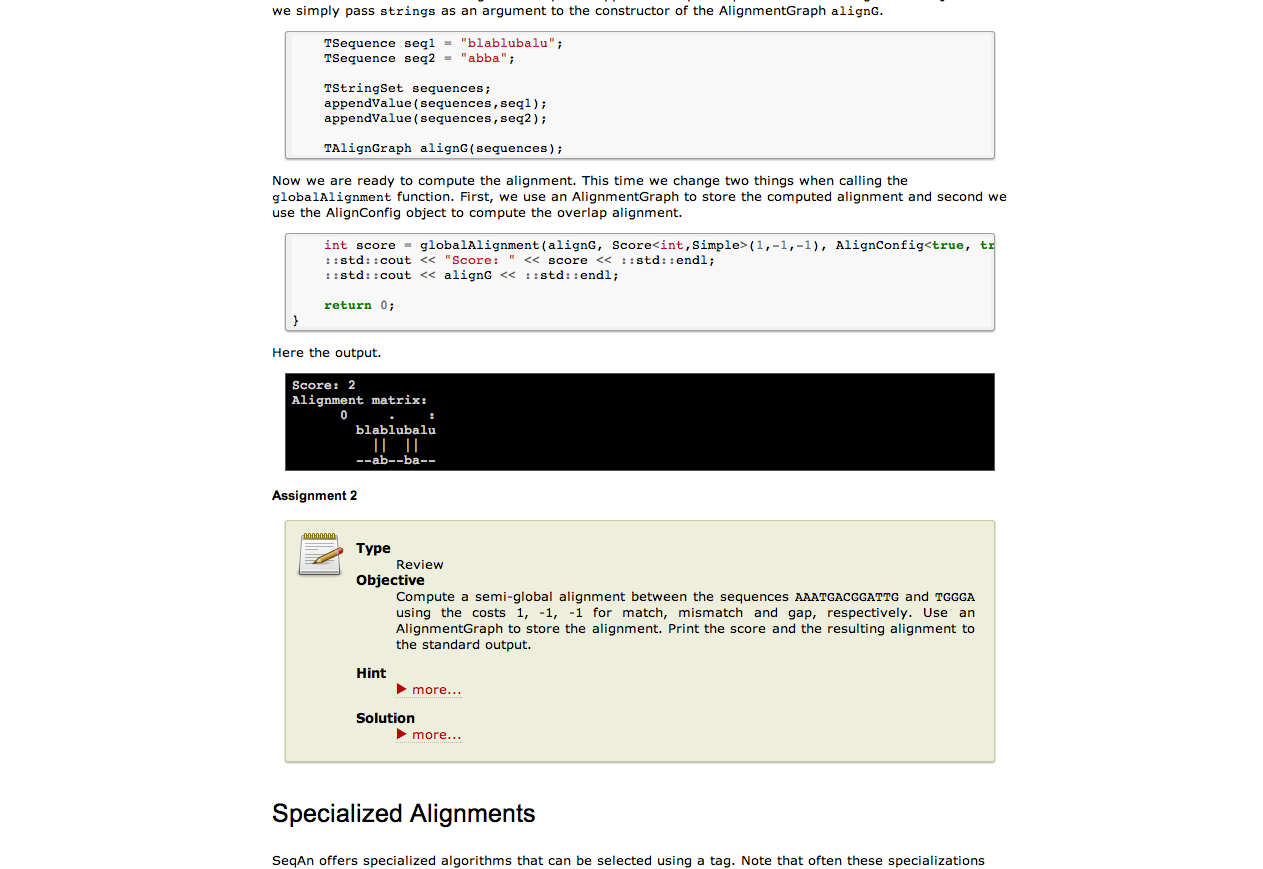 we simply pass strings as an argument to the constructor of the AlignmentGraph alignG.
TSequence seq1 = "blablubalu";
TSequence seq2 = "abba";
TStringSet sequences;
appendValue(sequences,seq1);
appendValue(sequences,seq2);
TAlignGraph alignG(sequences);
Now we are ready to compute the alignment. This time we change two things when calling the
globalAlignment function. First, we use an AlignmentGraph to store the computed alignment and second we
use the AlignConfig object to compute the overlap alignment.
int score = globalAlignment(alignG, Score<int,Simple>(1,-1,-1), AlignConfig<true, tr
::std::cout << "Score: " << score << ::std::endl;
::std::cout << alignG << ::std::endl;
return 0;
}
Here the output.
Score: 2
Alignment matrix:
0     .    :
blablubalu
||  ||
--ab--ba--
Assignment 2
Type
Review
Objective
Compute a semi-global alignment between the sequences AAATGACGGATTG and TGGGA
using the costs 1, -1, -1 for match, mismatch and gap, respectively. Use an
AlignmentGraph to store the alignment. Print the score and the resulting alignment to
the standard output.
Hint
▶ more...
Solution
▶ more...
Specialized Alignments
SeqAn offers specialized algorithms that can be selected using a tag. Note that often these specializations